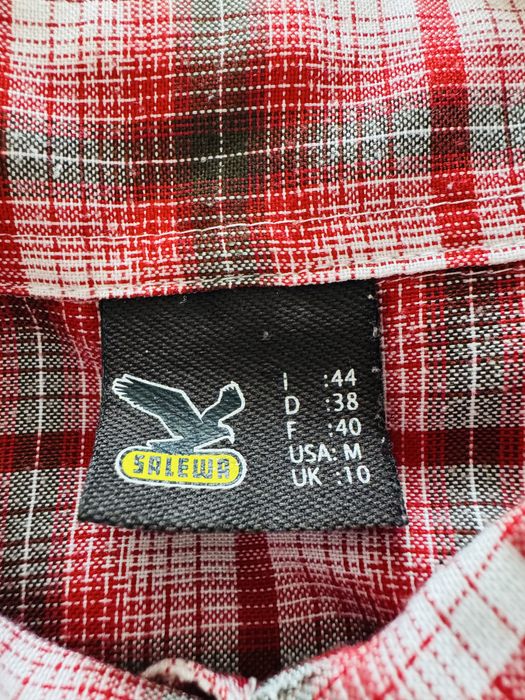 SALEWA
I :44
D :38
F :40
USA: M
UK :10